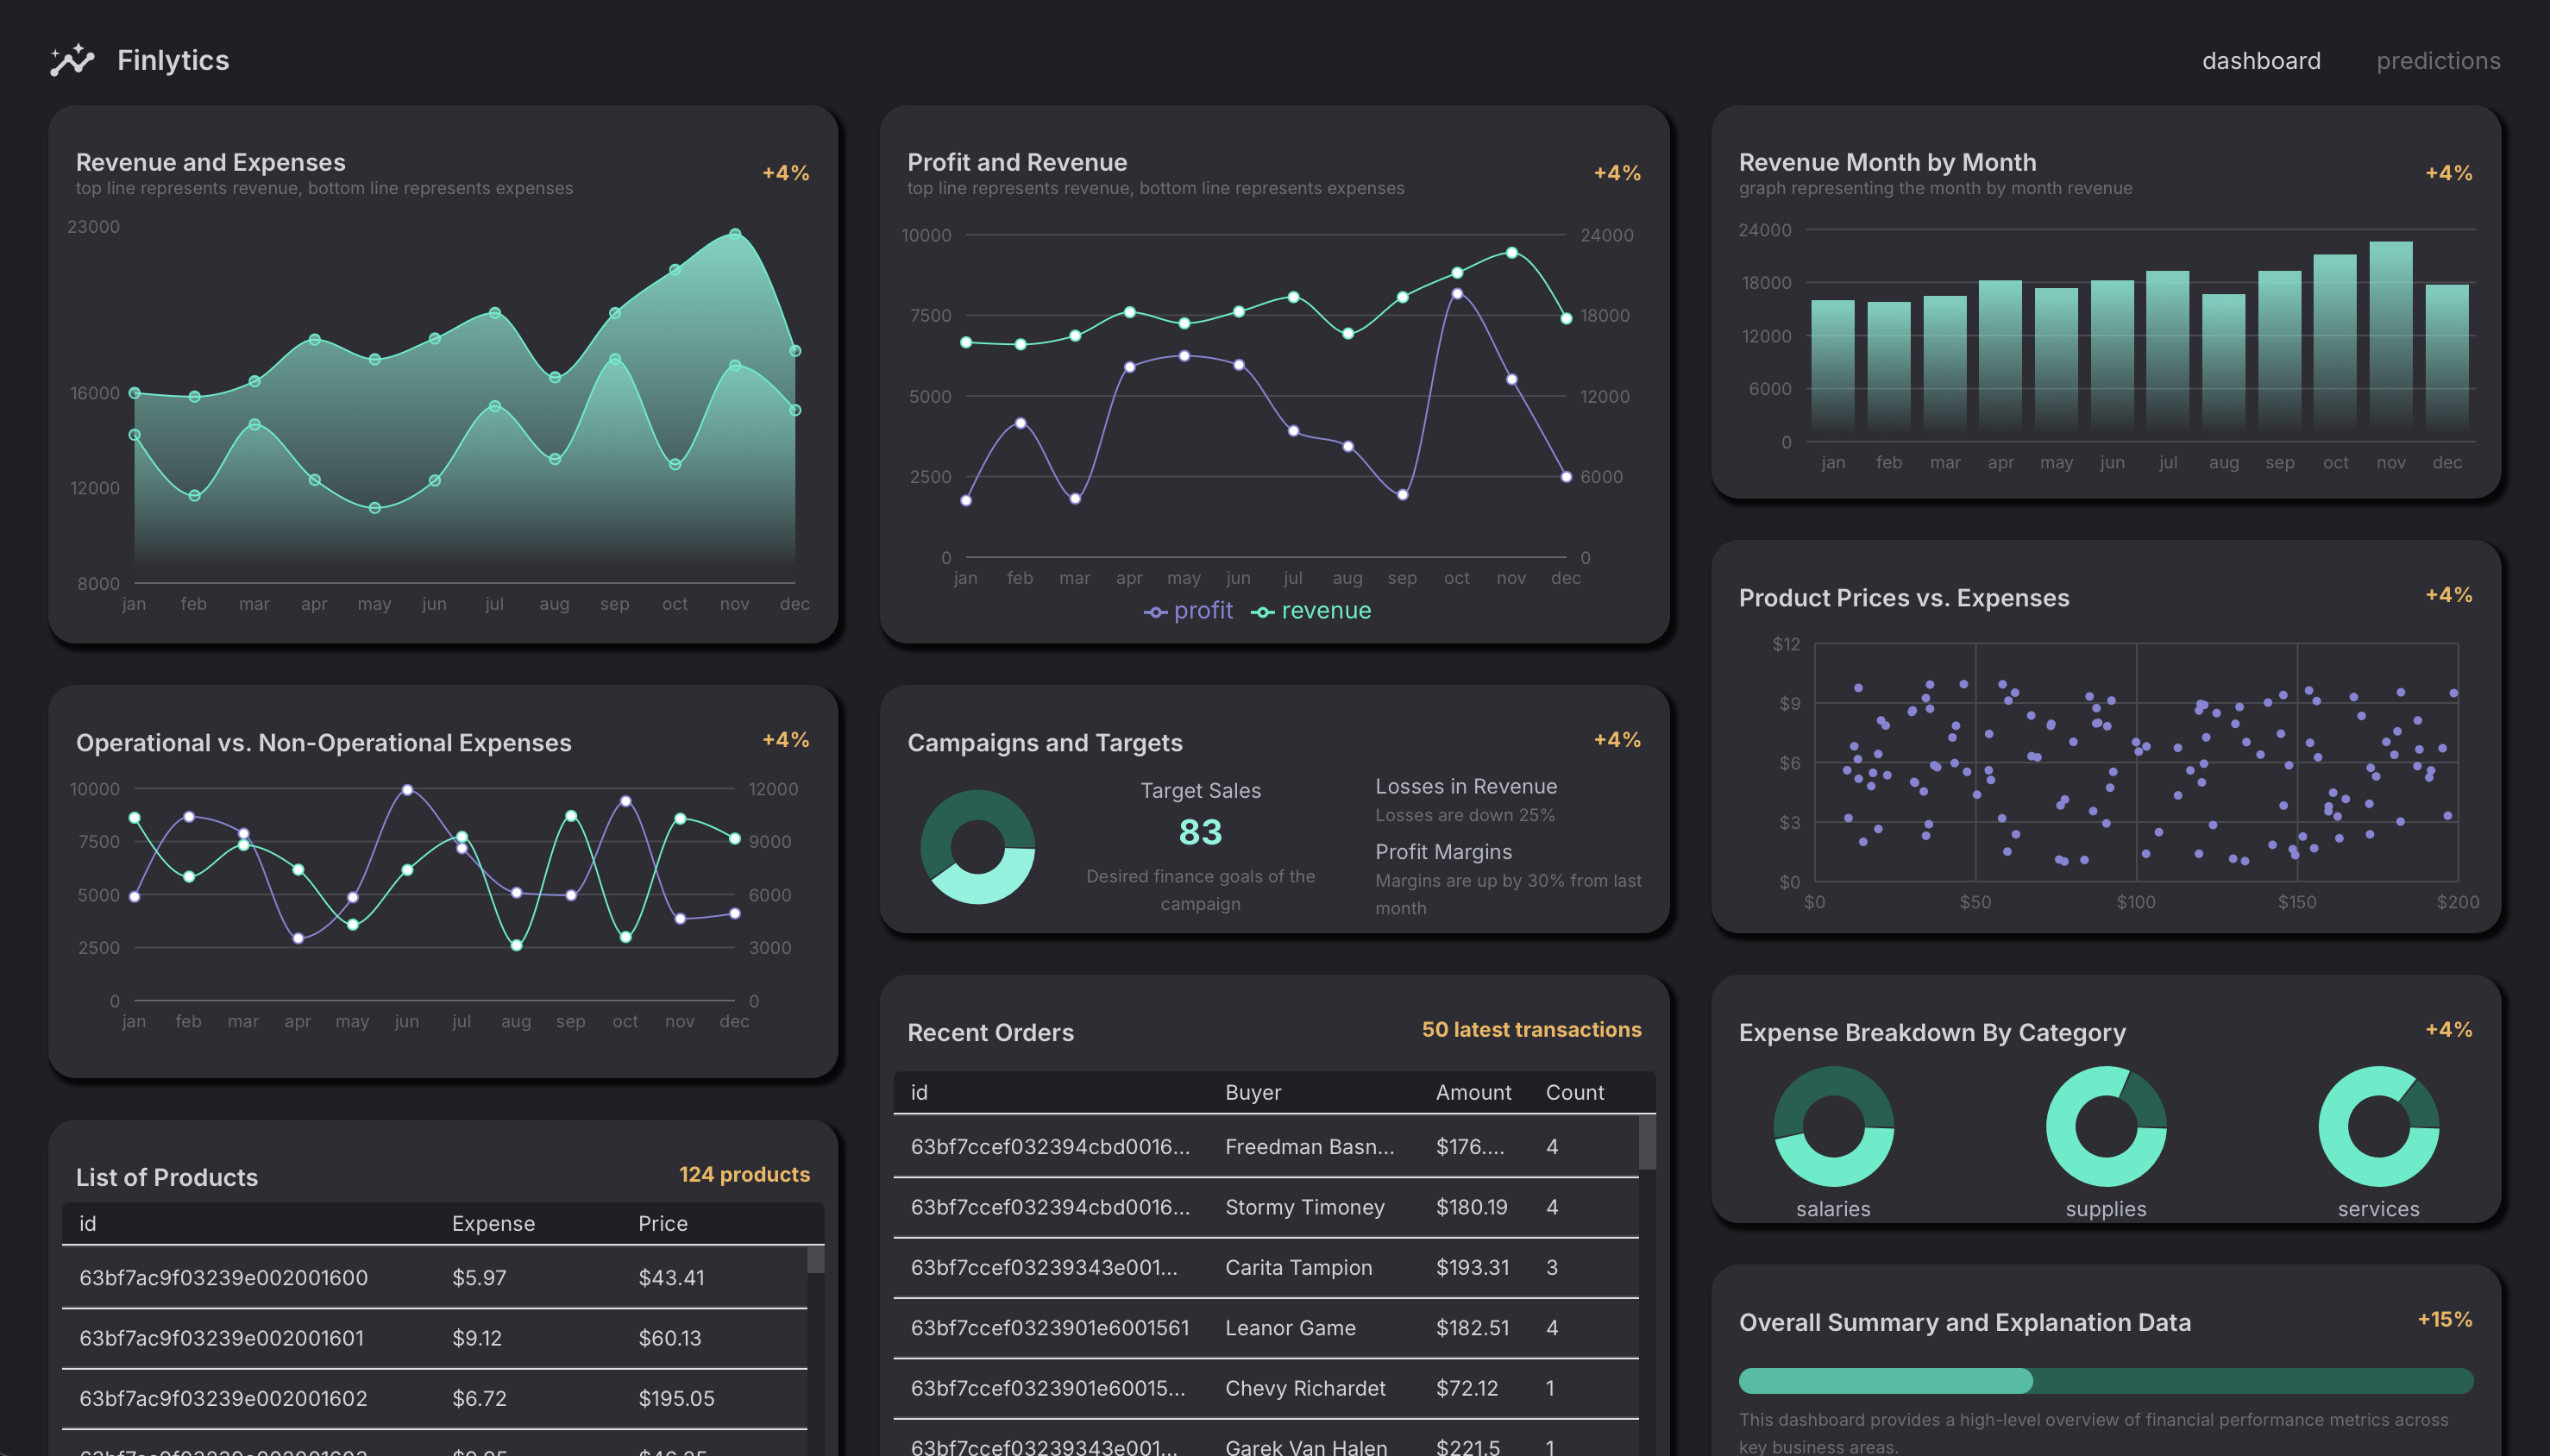 Finlytics
dashboard predictions
Revenue and Expenses
top line represents revenue, bottom line represents expenses
+4%
23000
16000
12000
8000
jan feb mar apr may jun jul aug sep oct nov dec
Profit and Revenue
top line represents revenue, bottom line represents expenses
+4%
10000 24000
7500 18000
5000 12000
2500 6000
0 0
jan feb mar apr may jun jul aug sep oct nov dec
profit revenue
Revenue Month by Month
graph representing the month by month revenue
+4%
24000
18000
12000
6000
0
jan feb mar apr may jun jul aug sep oct nov dec
Operational vs. Non-Operational Expenses
+4%
10000 12000
7500 9000
5000 6000
2500 3000
0 0
jan feb mar apr may jun jul aug sep oct nov dec
Campaigns and Targets
+4%
Target Sales
83
Desired finance goals of the
campaign
Losses in Revenue
Losses are down 25%
Profit Margins
Margins are up by 30% from last
month
Product Prices vs. Expenses
+4%
$12
$9
$6
$3
$0
$0 $50 $100 $150 $200
List of Products
124 products
id Expense Price
63bf7ac9f03239e002001600 $5.97 $43.41
63bf7ac9f03239e002001601 $9.12 $60.13
63bf7ac9f03239e002001602 $6.72 $195.05
Recent Orders
50 latest transactions
id Buyer Amount Count
63bf7ccef032394cbd0016... Freedman Basn... $176.... 4
63bf7ccef032394cbd0016... Stormy Timoney $180.19 4
63bf7ccef03239343e001... Carita Tampion $193.31 3
63bf7ccef0323901e6001561 Leanor Game $182.51 4
63bf7ccef0323901e60015... Chevy Richardet $72.12 1
63bf7ccef03239343e001... Garek Van Halen $221.5 1
Expense Breakdown By Category
+4%
salaries supplies services
Overall Summary and Explanation Data
+15%
This dashboard provides a high-level overview of financial performance metrics across
key business areas.